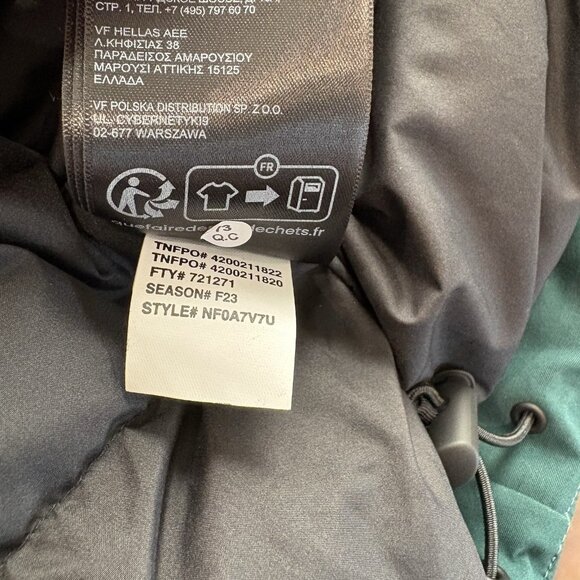 СТР. 1, ТЕЛ. +7 (495) 797 60 70
VF HELLAS AEE
Λ.ΚΗΦΙΣΙΑΣ 38
ΠΑΡΑΔΕΙΣΟΣ ΑΜΑΡΟΥΣΙΟΥ
ΜΑΡΟΥΣΙ ΑΤΤΙΚΗΣ 15125
ΕΛΛΑΔΑ
VF POLSKA DISTRIBUTION SP. Z O.O.
UL. CYBERNETYKI9
02-677 WARSZAWA
FR
13
Q.C
TNFPO# 4200211822
TNFPO# 4200211820
FTY# 721271
SEASON# F23
STYLE# NF0A7V7U